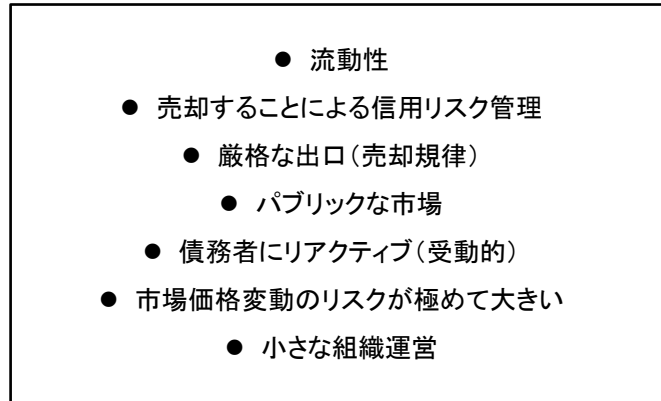 ● 流動性
● 売却することによる信用リスク管理
● 厳格な出口(売却規律)
● パブリックな市場
● 債務者にリアクティブ(受動的)
● 市場価格変動のリスクが極めて大きい
● 小さな組織運営